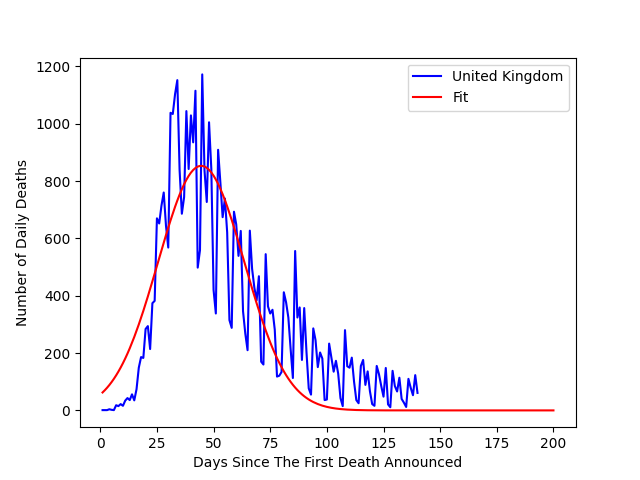 United Kingdom
Fit
Number of Daily Deaths
1200
1000
800
600
400
200
0
0 25 50 75 100 125 150 175 200
Days Since The First Death Announced